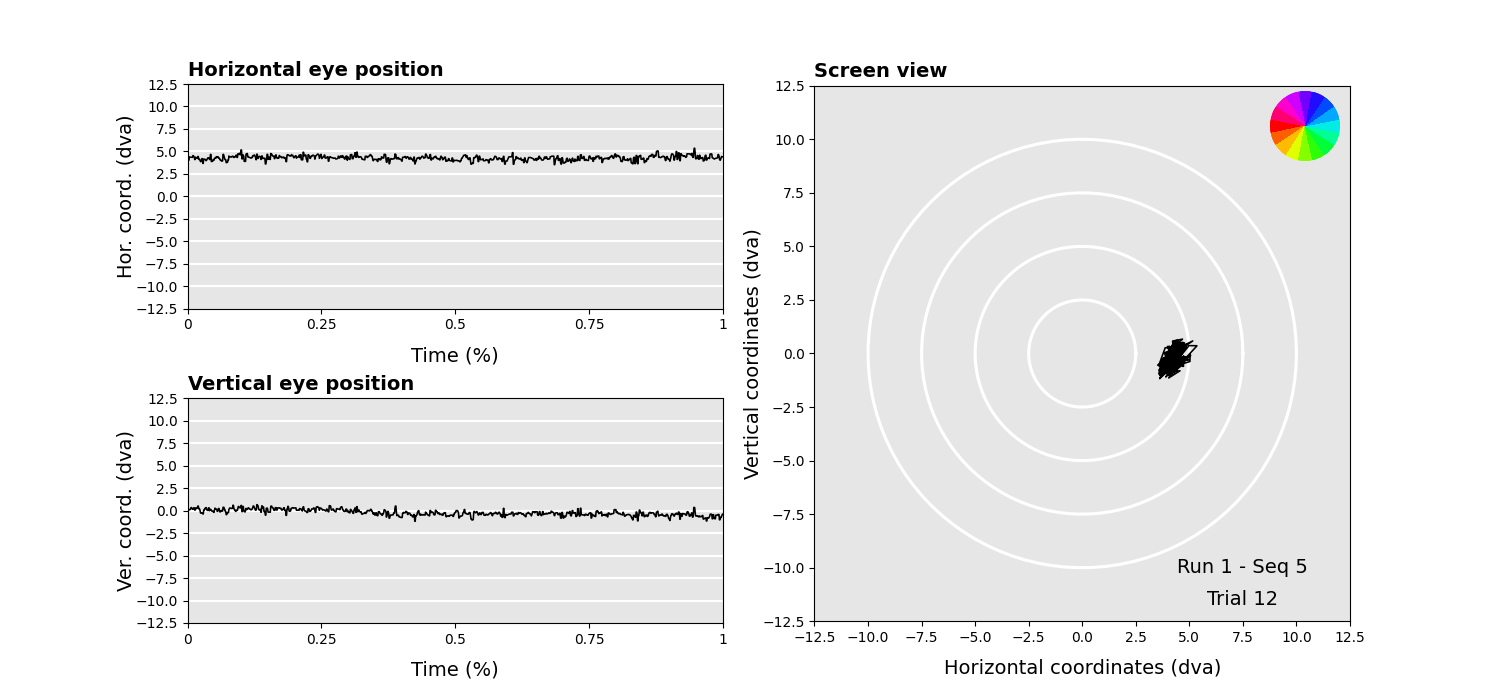 Horizontal eye position
Hor. coord. (dva)
12.5
10.0
7.5
5.0
2.5
0.0
−2.5
−5.0
−7.5
−10.0
−12.5
0 0.25 0.5 0.75 1
Time (%)
Vertical eye position
Ver. coord. (dva)
12.5
10.0
7.5
5.0
2.5
0.0
−2.5
−5.0
−7.5
−10.0
−12.5
0 0.25 0.5 0.75 1
Time (%)
Screen view
Vertical coordinates (dva)
12.5
10.0
7.5
5.0
2.5
0.0
−2.5
−5.0
−7.5
−10.0
−12.5
Run 1 - Seq 5
Trial 12
−12.5 −10.0 −7.5 −5.0 −2.5 0.0 2.5 5.0 7.5 10.0 12.5
Horizontal coordinates (dva)